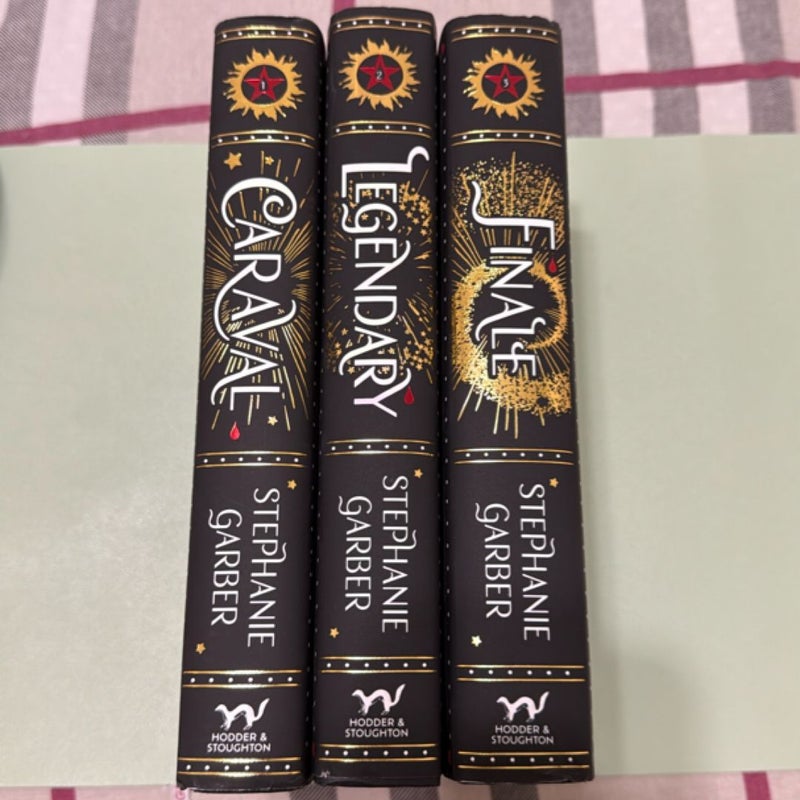 1
CARAVAL
STEPHANIE
GARBER
HODDER &
STOUGHTON
2
LEGENDARY
STEPHANIE
GARBER
HODDER &
STOUGHTON
3
FINALE
STEPHANIE
GARBER
HODDER &
STOUGHTON